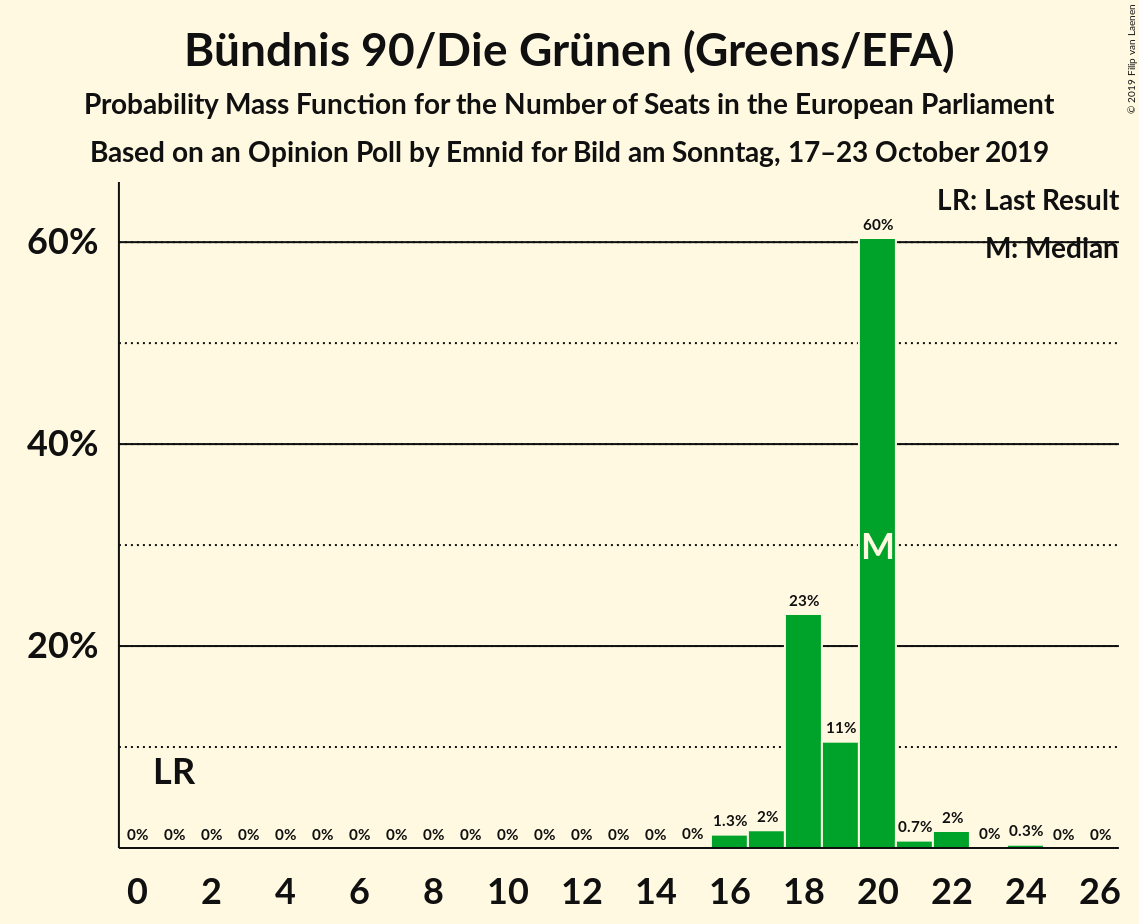 Bündnis 90/Die Grünen (Greens/EFA)
Probability Mass Function for the Number of Seats in the European Parliament
Based on an Opinion Poll by Emnid for Bild am Sonntag, 17–23 October 2019
© 2019 Filip van Laenen
LR: Last Result
M: Median
60%
40%
20%
60%
M
23%
11%
LR
0% 0% 0% 0% 0% 0% 0% 0% 0% 0% 0% 0% 0% 0% 0% 0% 1.3% 2% 0.7% 2% 0% 0.3% 0% 0%
0 2 4 6 8 10 12 14 16 18 20 22 24 26